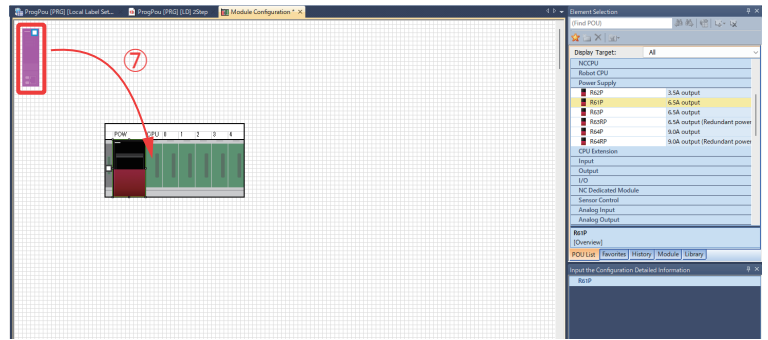 ProgPou [PRG] [Local Label Set...
ProgPou [PRG] [LD] 2Step
Module Configuration * ×
Element Selection
(Find POU)
Display Target:
All
NCCPU
Robot CPU
Power Supply
R62P 3.5A output
R61P 6.5A output
R63P 6.5A output
R63RP 6.5A output (Redundant power
R64P 9.0A output
R64RP 9.0A output (Redundant power
CPU Extension
Input
Output
I/O
NC Dedicated Module
Sensor Control
Analog Input
Analog Output
R61P
[Overview]
POU List Favorites History Module Library
Input the Configuration Detailed Information
R61P
⑦
POW CPU 0 1 2 3 4